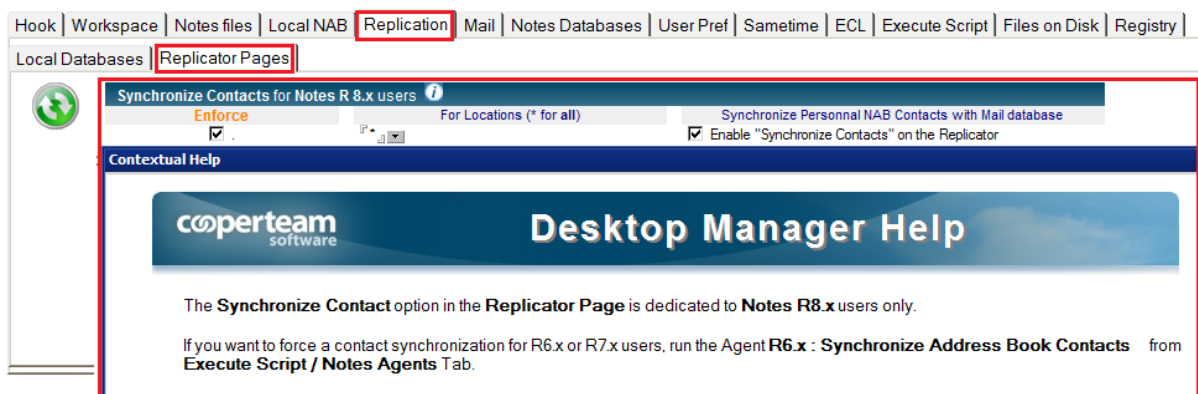 Hook Workspace Notes files Local NAB Replication Mail Notes Databases User Pref Sametime ECL Execute Script Files on Disk Registry
Local Databases Replicator Pages
Synchronize Contacts for Notes R 8.x users i
Enforce For Locations (* for all) Synchronize Personnal NAB Contacts with Mail database
. * Enable "Synchronize Contacts" on the Replicator
Contextual Help
cooperteam
software
Desktop Manager Help
The Synchronize Contact option in the Replicator Page is dedicated to Notes R8.x users only.
If you want to force a contact synchronization for R6.x or R7.x users, run the Agent R6.x : Synchronize Address Book Contacts from
Execute Script / Notes Agents Tab.